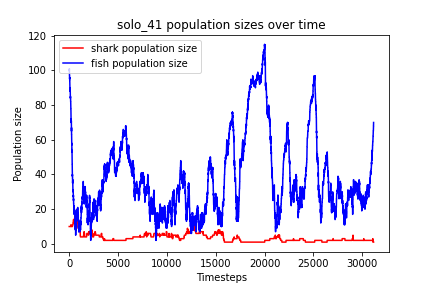 solo_41 population sizes over time
shark population size
fish population size
Population size
120
100
80
60
40
20
0
0 5000 10000 15000 20000 25000 30000
Timesteps